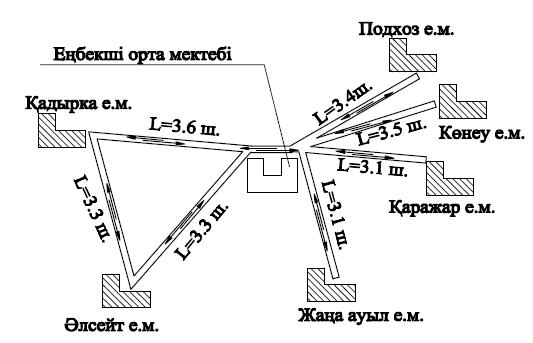 Подхоз е.м.
Еңбекші орта мектебі
Қадырка е.м.
L=3.4ш.
L=3.6 ш.
L=3.5 ш.
Көнеу е.м.
L=3.1 ш.
L=3.3 ш.
L=3.3 ш.
L=3.1 ш.
Қаражар е.м.
Әлсейт е.м.
Жаңа ауыл е.м.